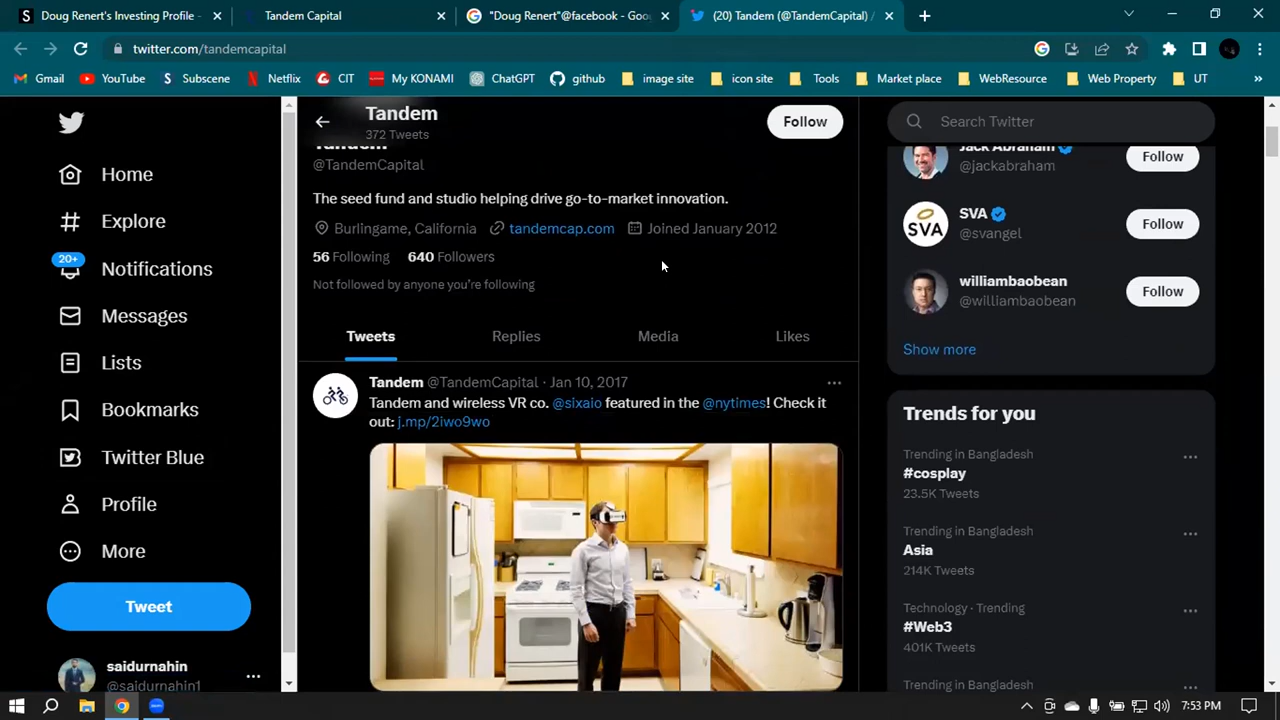 Doug Renert's Investing Profile -
Tandem Capital
"Doug Renert"@facebook - Goo
(20) Tandem (@TandemCapital) /
twitter.com/tandemcapital
Gmail
YouTube
Subscene
Netflix
CIT
My KONAMI
ChatGPT
github
image site
icon site
Tools
Market place
WebResource
Web Property
UT
»
Home
Explore
20+
Notifications
Messages
Lists
Bookmarks
Twitter Blue
Profile
More
Tweet
saidurnahin
@saidurnahin1
Tandem
372 Tweets
Follow
Tandem
@TandemCapital
The seed fund and studio helping drive go-to-market innovation.
Burlingame, California tandemcap.com Joined January 2012
56 Following 640 Followers
Not followed by anyone you're following
Tweets Replies Media Likes
Tandem @TandemCapital · Jan 10, 2017
Tandem and wireless VR co. @sixaio featured in the @nytimes! Check it
out: j.mp/2iwo9wo
Search Twitter
Jack Abraham
@jackabraham
Follow
SVA
SVA
@svangel
Follow
williambaobean
@williambaobean
Follow
Show more
Trends for you
Trending in Bangladesh
#cosplay
23.5K Tweets
Trending in Bangladesh
Asia
214K Tweets
Technology · Trending
#Web3
401K Tweets
Trending in Bangladesh
7:53 PM